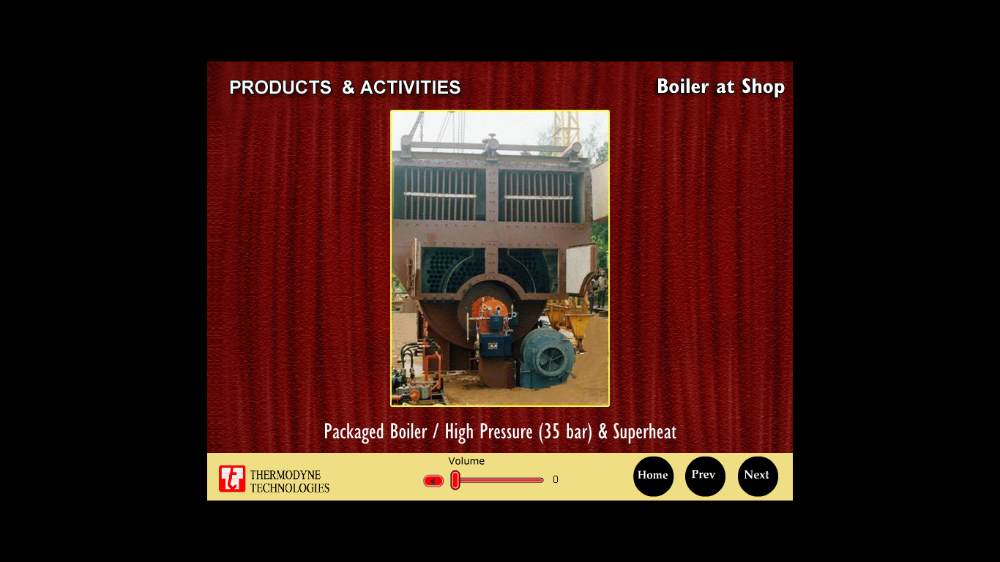 PRODUCTS & ACTIVITIES
Boiler at Shop
Packaged Boiler / High Pressure (35 bar) & Superheat
THERMODYNE
TECHNOLOGIES
Volume
0
Home
Prev
Next